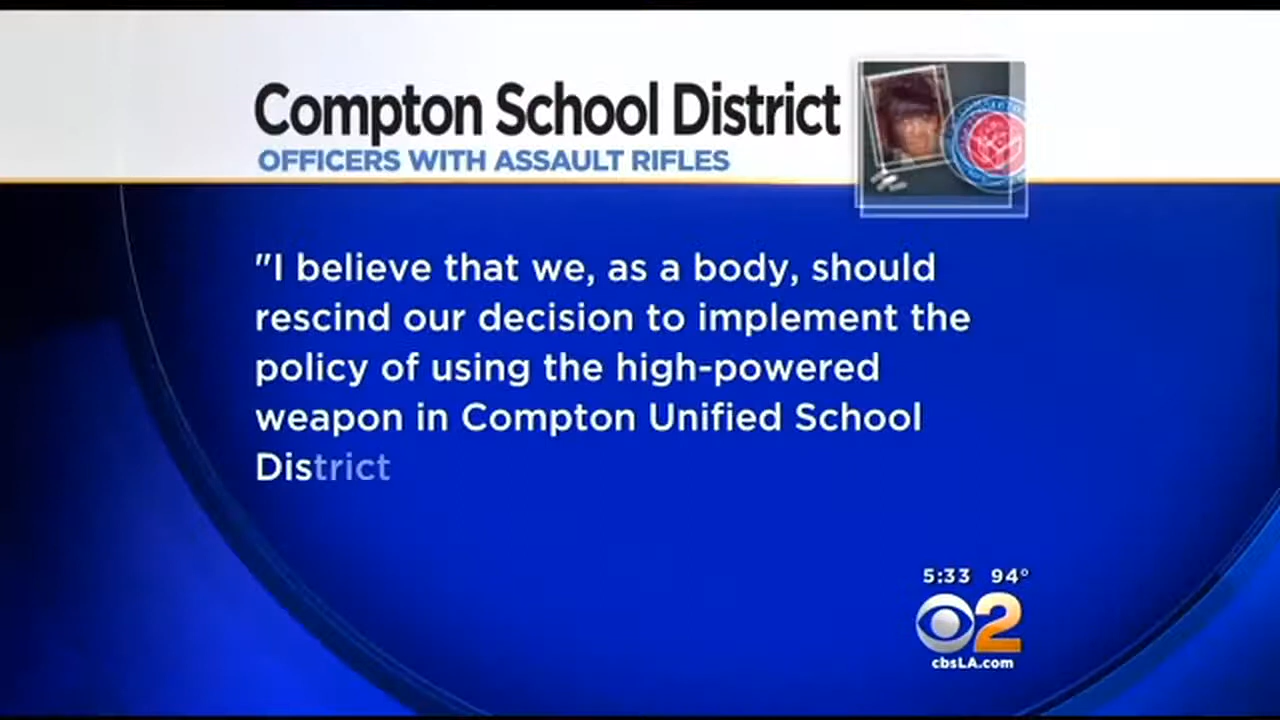 Compton School District
OFFICERS WITH ASSAULT RIFLES
"I believe that we, as a body, should
rescind our decision to implement the
policy of using the high-powered
weapon in Compton Unified School
District
5:33 94°
2
cbsLA.com